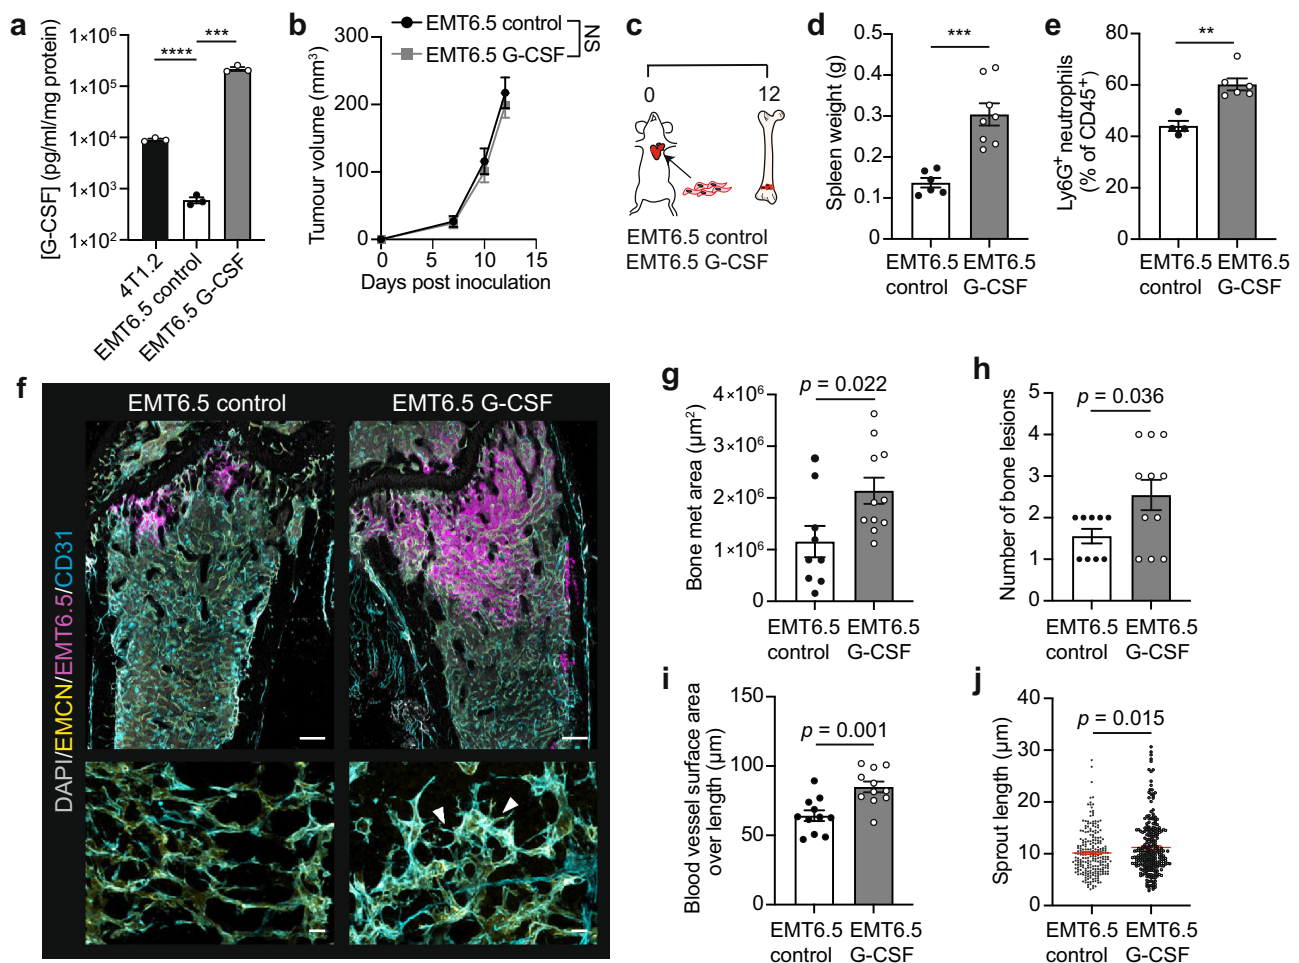 a
[G-CSF] (pg/ml/mg protein)
1×10⁶
1×10⁵
1×10⁴
1×10³
1×10²
****
***
4T1.2
EMT6.5 control
EMT6.5 G-CSF
b
EMT6.5 control
EMT6.5 G-CSF
NS
Tumour volume (mm³)
300
200
100
0
0 5 10 15
Days post inoculation
c
0 12
EMT6.5 control
EMT6.5 G-CSF
d
***
Spleen weight (g)
0.5
0.4
0.3
0.2
0.1
0
EMT6.5 EMT6.5
control G-CSF
e
**
Ly6G⁺ neutrophils
(% of CD45⁺)
80
60
40
20
0
EMT6.5 EMT6.5
control G-CSF
f
DAPI/EMCN/EMT6.5/CD31
EMT6.5 control EMT6.5 G-CSF
g
p = 0.022
Bone met area (µm²)
4×10⁶
3×10⁶
2×10⁶
1×10⁶
0
EMT6.5 EMT6.5
control G-CSF
h
p = 0.036
Number of bone lesions
5
4
3
2
1
0
EMT6.5 EMT6.5
control G-CSF
i
p = 0.001
Blood vessel surface area
over length (µm)
150
100
50
0
EMT6.5 EMT6.5
control G-CSF
j
p = 0.015
Sprout length (µm)
40
30
20
10
0
EMT6.5 EMT6.5
control G-CSF